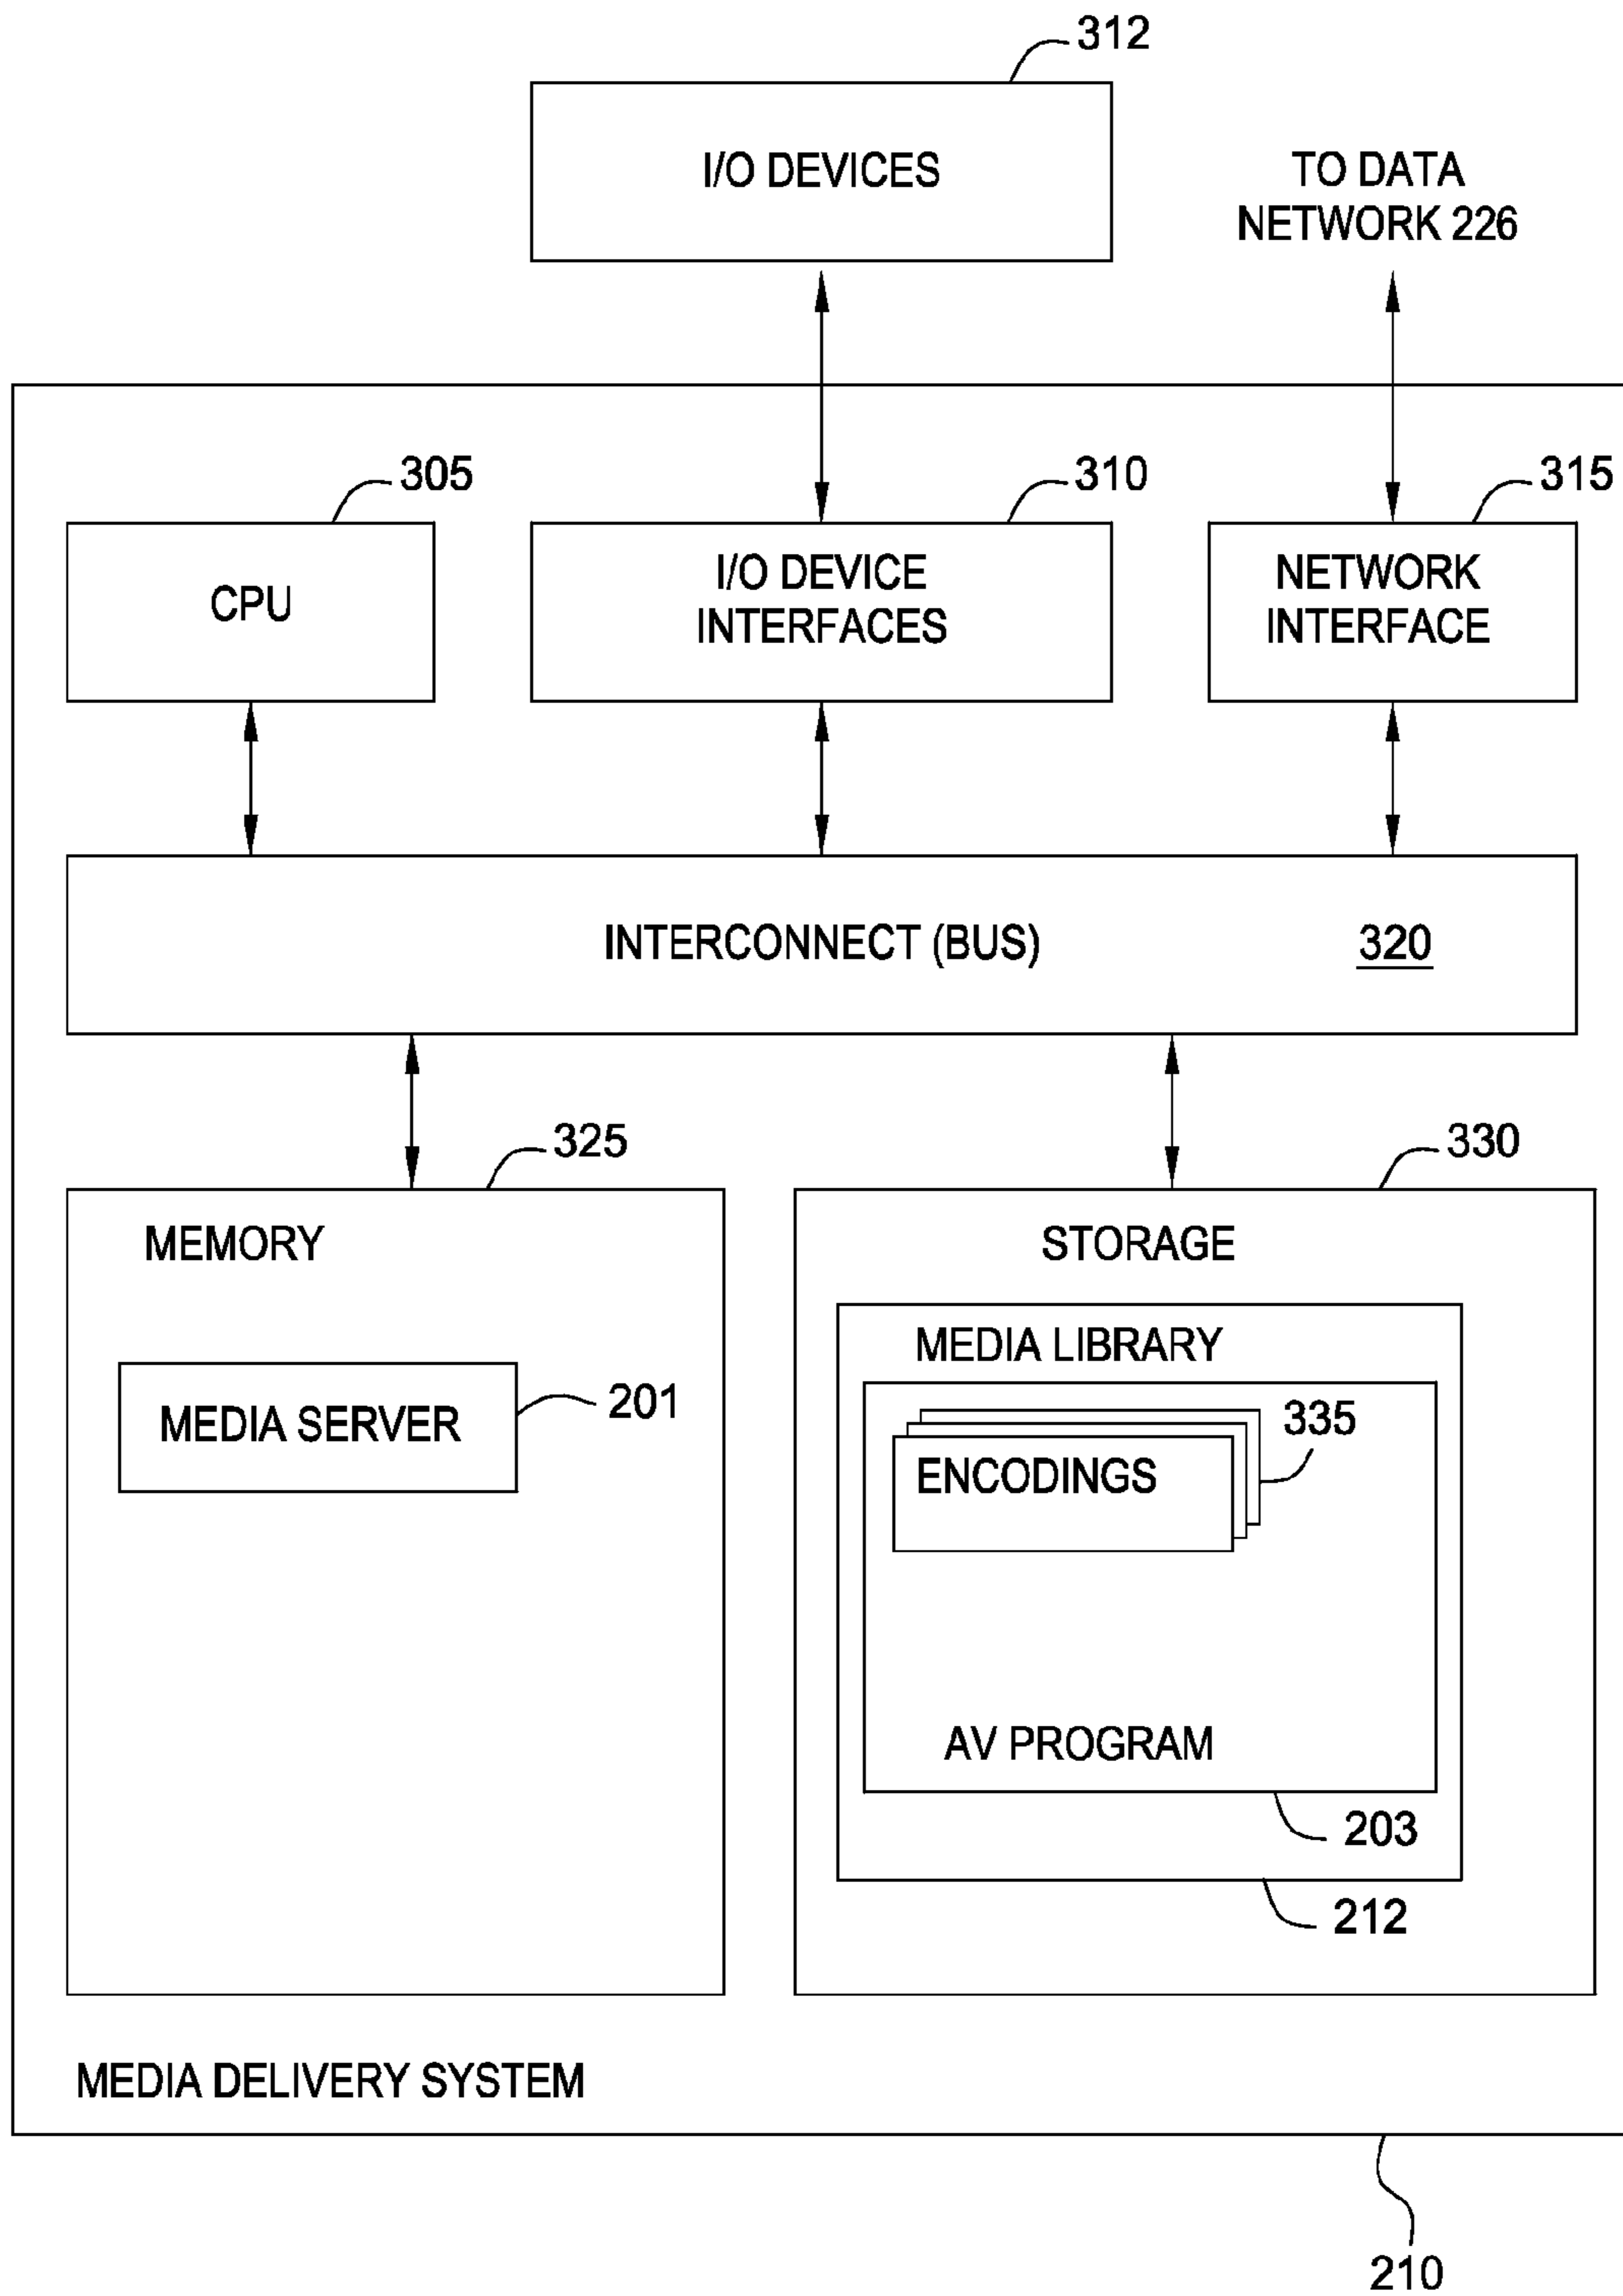 312
I/O DEVICES
TO DATA
NETWORK 226
305
310
315
CPU
I/O DEVICE
INTERFACES
NETWORK
INTERFACE
INTERCONNECT (BUS)
320
325
330
MEMORY
STORAGE
MEDIA LIBRARY
MEDIA SERVER
201
335
ENCODINGS
AV PROGRAM
203
212
MEDIA DELIVERY SYSTEM
210